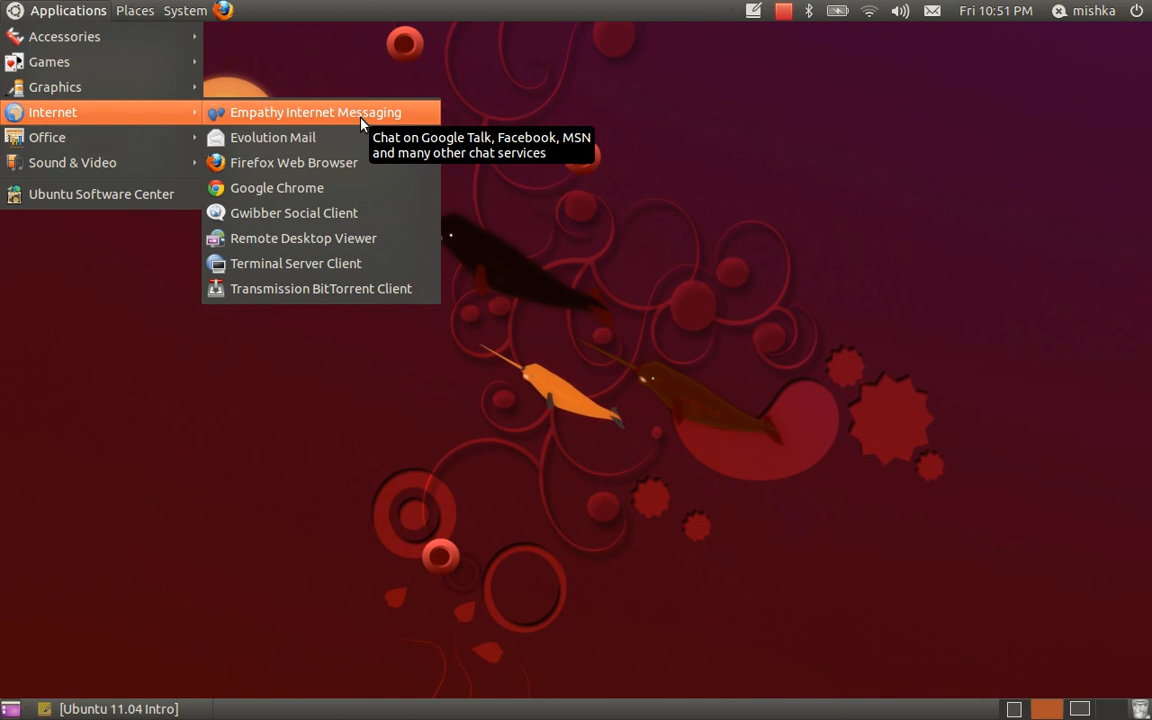 Applications Places System
Fri 10:51 PM mishka
Accessories
Games
Graphics
Internet
Office
Sound & Video
Ubuntu Software Center
Empathy Internet Messaging
Evolution Mail
Firefox Web Browser
Google Chrome
Gwibber Social Client
Remote Desktop Viewer
Terminal Server Client
Transmission BitTorrent Client
Chat on Google Talk, Facebook, MSN
and many other chat services
[Ubuntu 11.04 Intro]